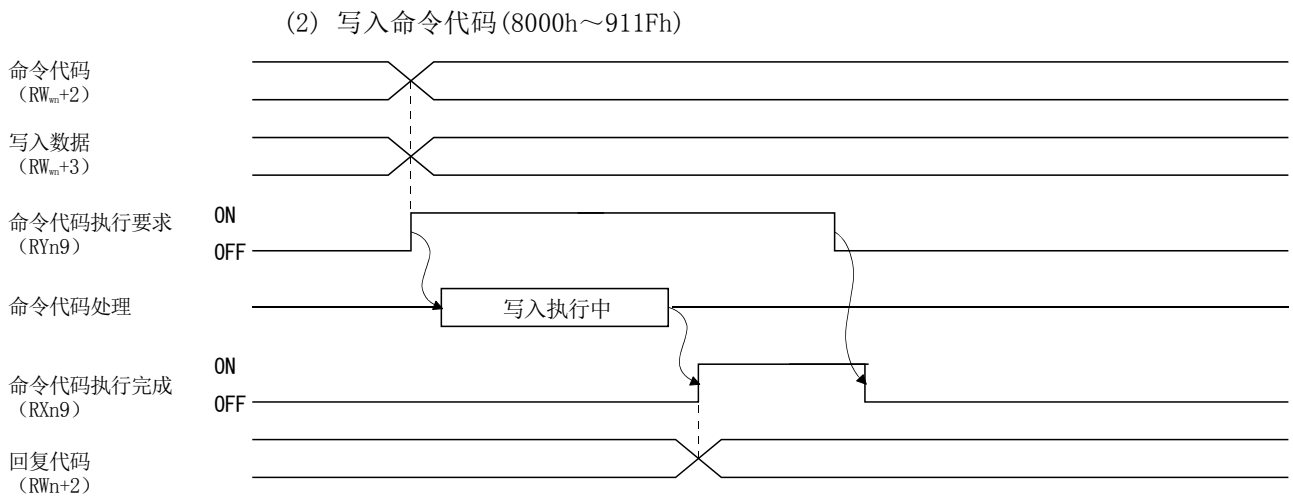 (2) 写入命令代码(8000h～911Fh)
命令代码
(RWwn+2)
写入数据
(RWwn+3)
命令代码执行要求
(RYn9)
ON
OFF
命令代码处理
写入执行中
命令代码执行完成
(RXn9)
ON
OFF
回复代码
(RWn+2)